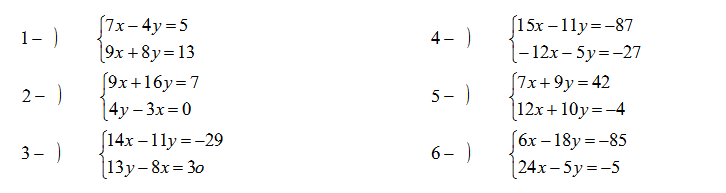 1– ) {7x – 4y = 5
9x + 8y = 13
2– ) {9x + 16y = 7
4y – 3x = 0
3– ) {14x – 11y = –29
13y – 8x = 3o
4– ) {15x – 11y = –87
–12x – 5y = –27
5– ) {7x + 9y = 42
12x + 10y = –4
6– ) {6x – 18y = –85
24x – 5y = –5